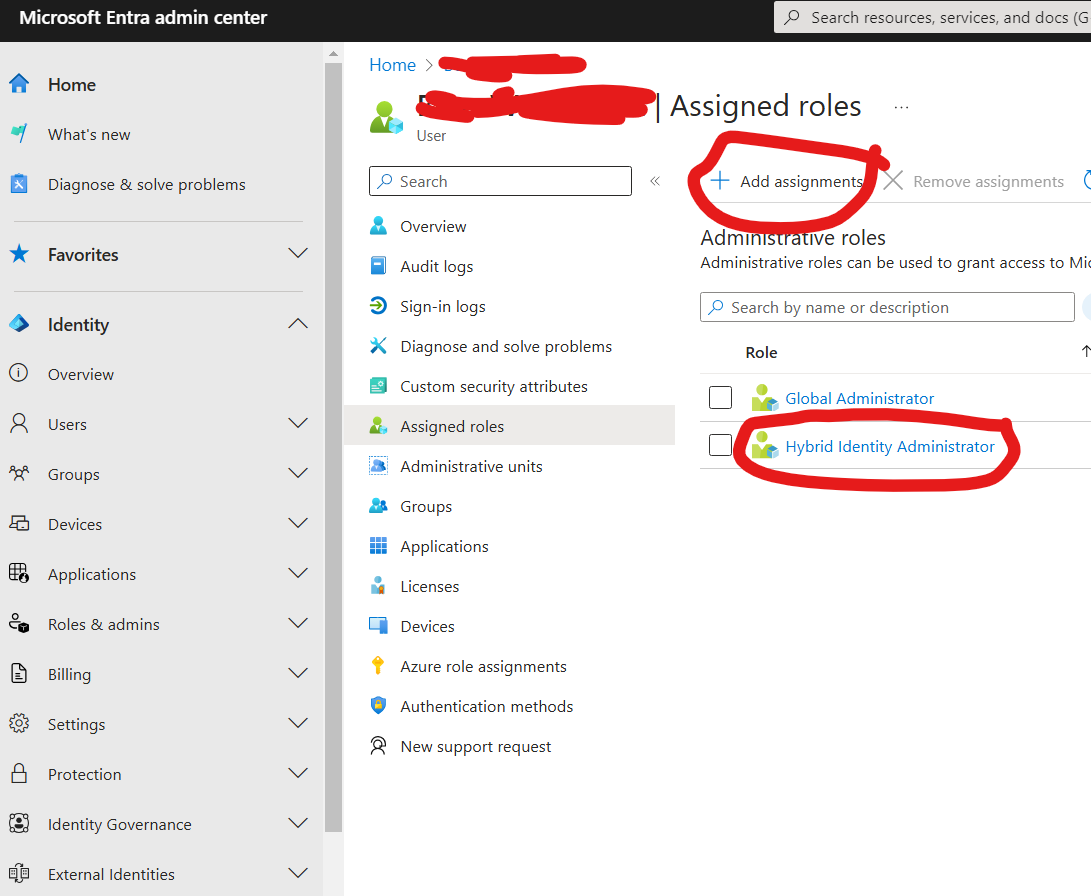 Microsoft Entra admin center
Search resources, services, and docs (G
Home
What's new
Diagnose & solve problems
Favorites
Identity
Overview
Users
Groups
Devices
Applications
Roles & admins
Billing
Settings
Protection
Identity Governance
External Identities
Home >
| Assigned roles ...
User
Search
«
Overview
Audit logs
Sign-in logs
Diagnose and solve problems
Custom security attributes
Assigned roles
Administrative units
Groups
Applications
Licenses
Devices
Azure role assignments
Authentication methods
New support request
Add assignments
Remove assignments
Administrative roles
Administrative roles can be used to grant access to Mic
Search by name or description
Role
Global Administrator
Hybrid Identity Administrator